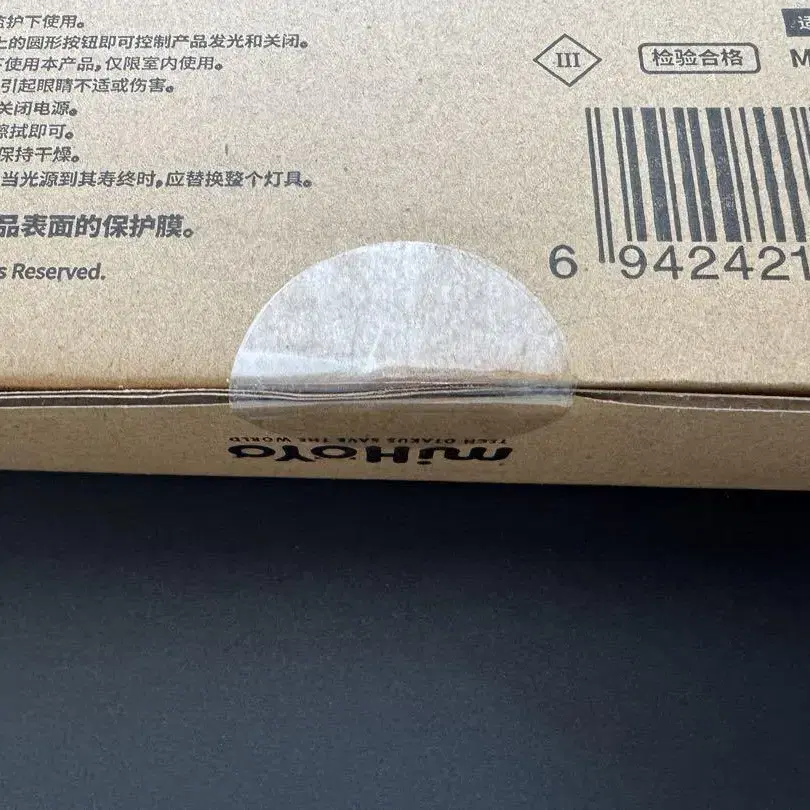 护下使用。
的圆形按钮即可控制产品发光和关闭。
使用本产品,仅限室内使用。
引起眼睛不适或伤害。
关闭电源。
擦拭即可。
保持干燥。
当光源到其寿终时,应替换整个灯具。
品表面的保护膜。
s Reserved.
III
检验合格
M
6 942421
miHoYo
TECH OTAKUS SAVE THE WORLD